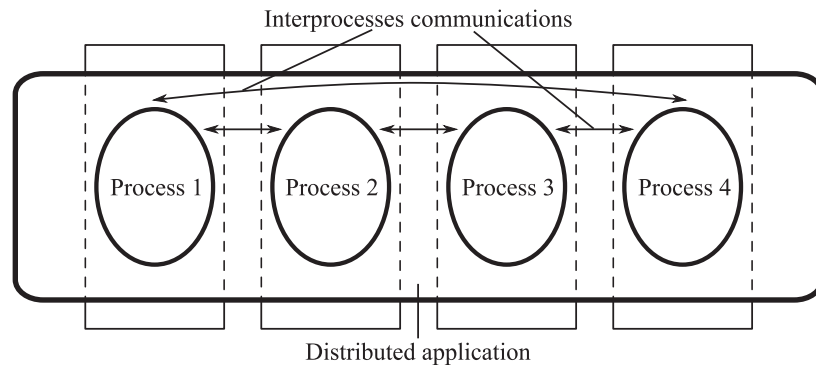 Interprocesses communications
Process 1
Process 2
Process 3
Process 4
Distributed application